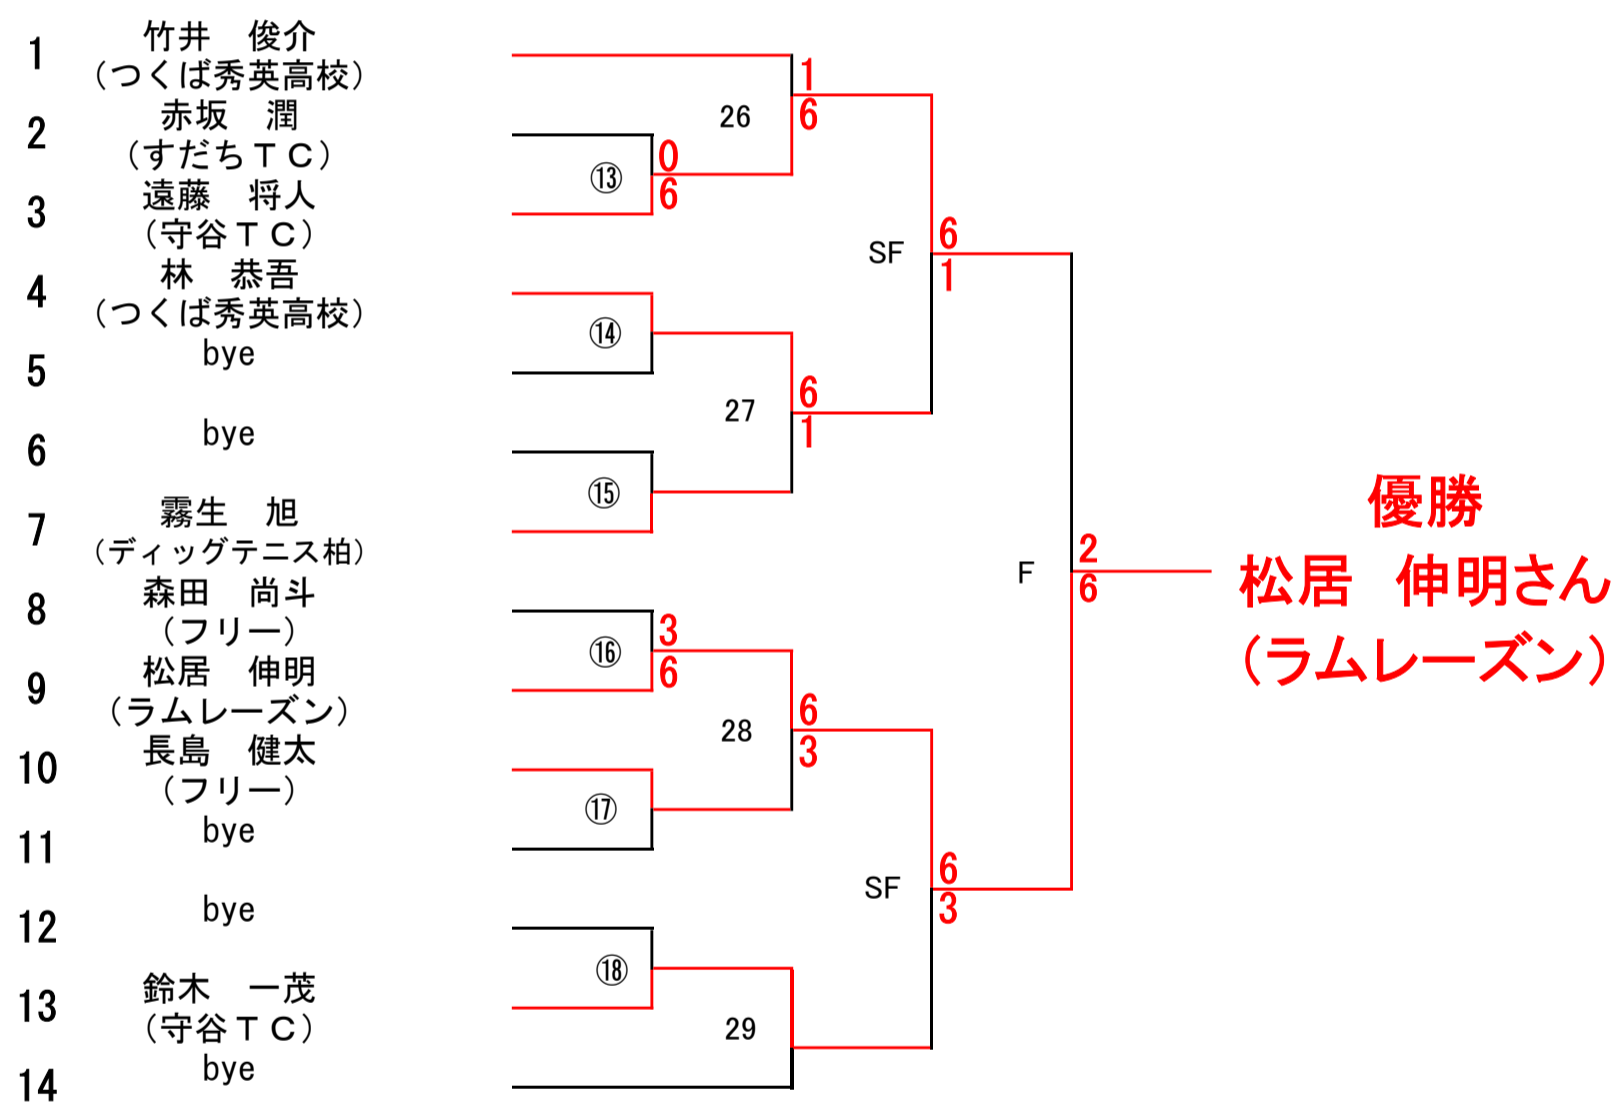 1 竹井　俊介
（つくば秀英高校）
2 赤坂　潤
（すだちＴＣ）
3 遠藤　将人
（守谷ＴＣ）
4 林　恭吾
（つくば秀英高校）
5 bye
6 bye
7 霧生　旭
（ディッグテニス柏）
8 森田　尚斗
（フリー）
9 松居　伸明
（ラムレーズン）
10 長島　健太
（フリー）
11 bye
12 bye
13 鈴木　一茂
（守谷ＴＣ）
14 bye
⑬
0
6
⑭
⑮
⑯
3
6
⑰
⑱
26
1
6
27
6
1
28
6
3
29
SF
6
1
SF
6
3
F
2
6
優勝
松居　伸明さん
（ラムレーズン）